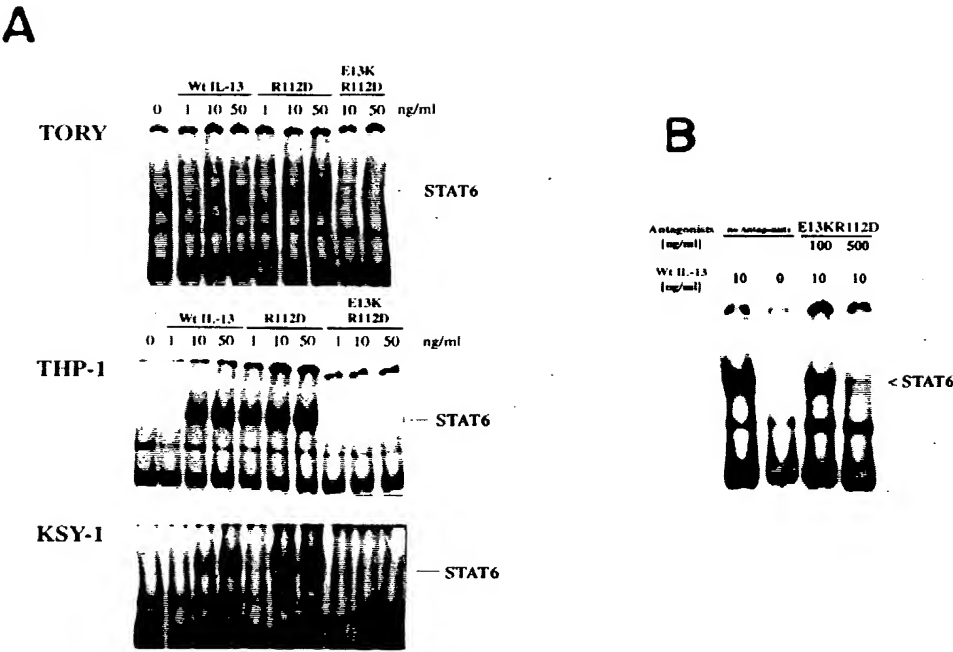 A
Wt IL-13 R112D E13K R112D
0 1 10 50 1 10 50 10 50 ng/ml
TORY
STAT6
Wt IL-13 R112D E13K R112D
0 1 10 50 1 10 50 1 10 50 ng/ml
THP-1
STAT6
KSY-1
STAT6
B
Antagonists no Antagonists E13KR112D
[ng/ml] 100 500
Wt IL-13 10 0 10 10
[ng/ml]
< STAT6